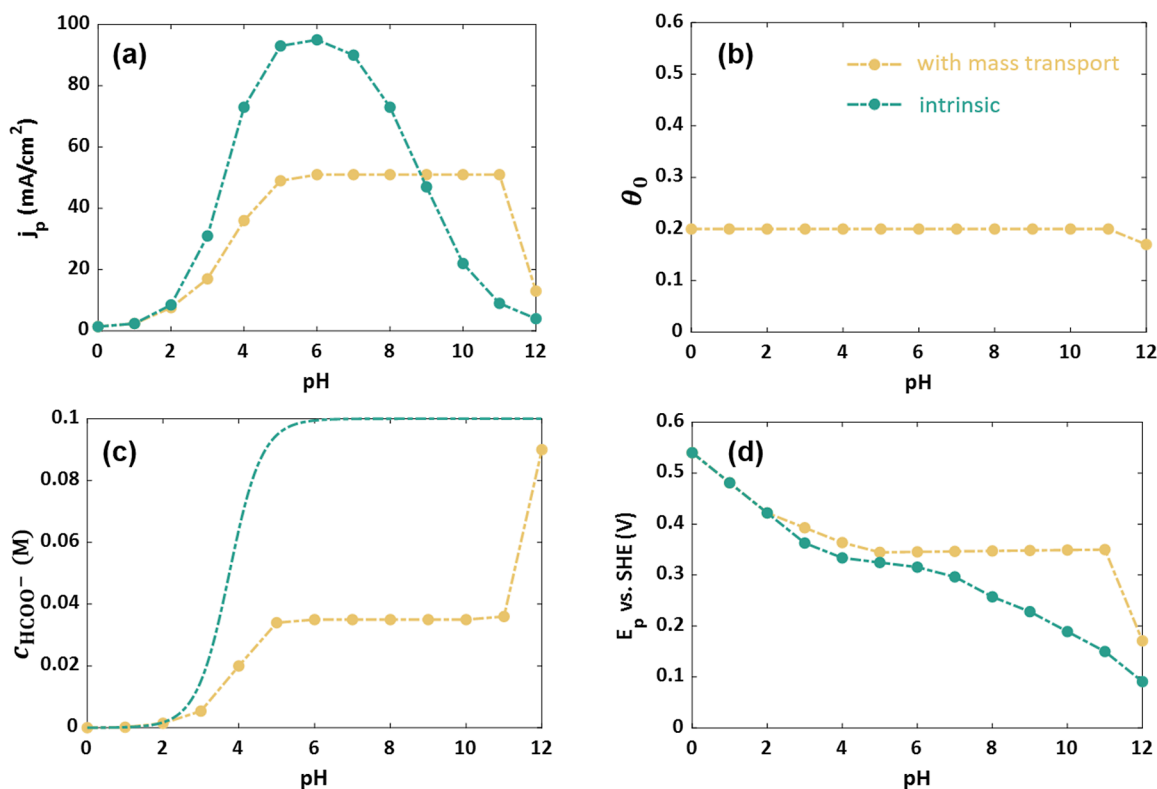 (a)
j_p (mA/cm²)
100
80
60
40
20
0
0 2 4 6 8 10 12
pH
(b)
with mass transport
intrinsic
θ₀
0.6
0.5
0.4
0.3
0.2
0.1
0
0 2 4 6 8 10 12
pH
(c)
c_HCOO⁻ (M)
0.1
0.08
0.06
0.04
0.02
0
0 2 4 6 8 10 12
pH
(d)
E_p vs. SHE (V)
0.6
0.5
0.4
0.3
0.2
0.1
0
0 2 4 6 8 10 12
pH